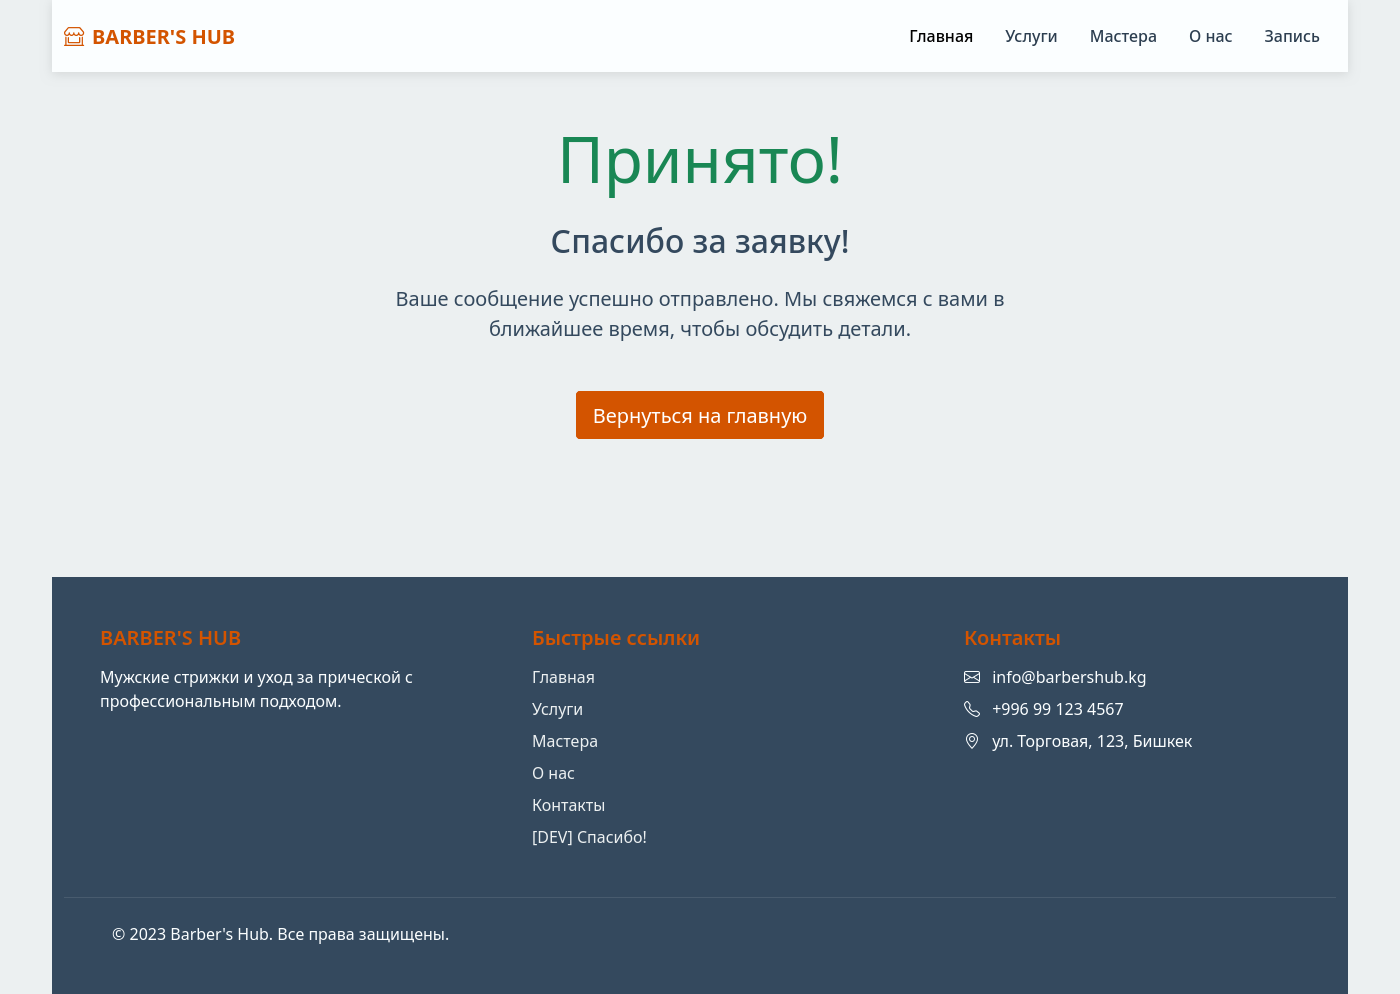 BARBER'S HUB
Главная
Услуги
Мастера
О нас
Запись
Принято!
Спасибо за заявку!
Ваше сообщение успешно отправлено. Мы свяжемся с вами в
ближайшее время, чтобы обсудить детали.
Вернуться на главную
BARBER'S HUB
Мужские стрижки и уход за прической с
профессиональным подходом.
Быстрые ссылки
Главная
Услуги
Мастера
О нас
Контакты
[DEV] Спасибо!
Контакты
info@barbershub.kg
+996 99 123 4567
ул. Торговая, 123, Бишкек
© 2023 Barber's Hub. Все права защищены.